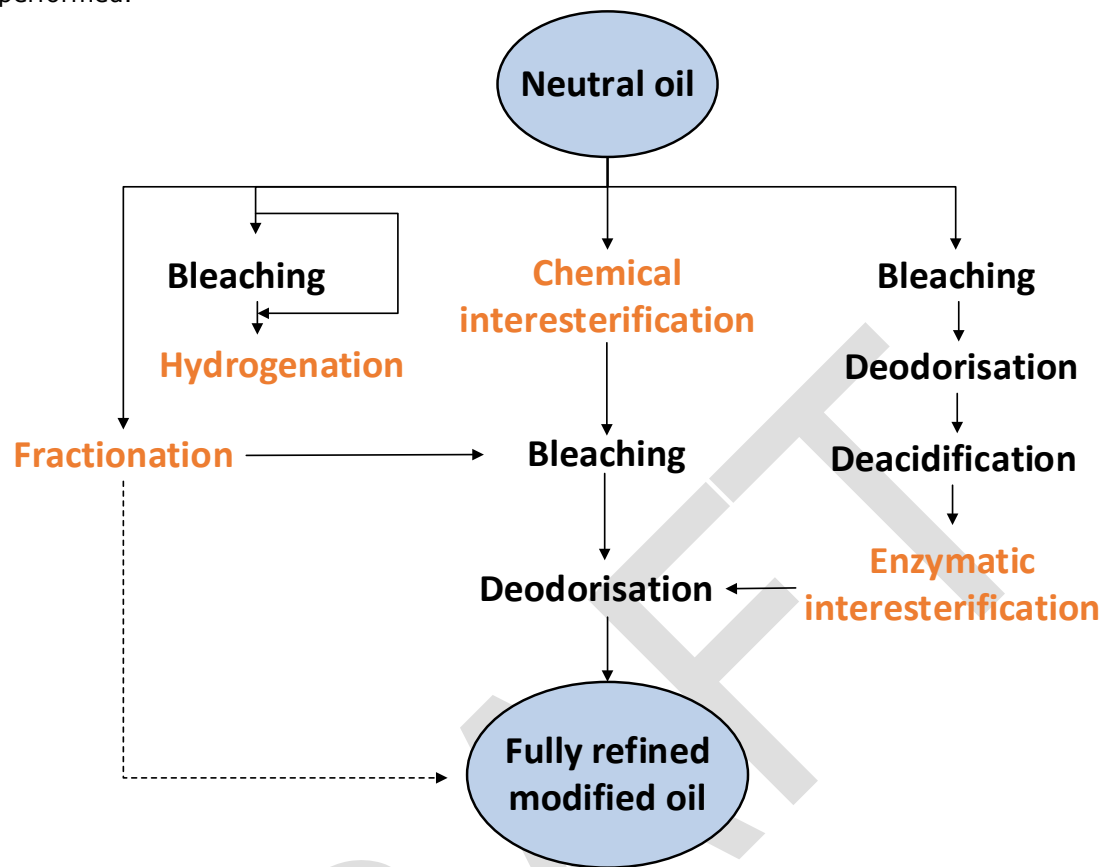 performed.
Neutral oil
Bleaching
Chemical
interesterification
Bleaching
Hydrogenation
Deodorisation
Fractionation
Bleaching
Deacidification
Enzymatic
interesterification
Deodorisation
Fully refined
modified oil